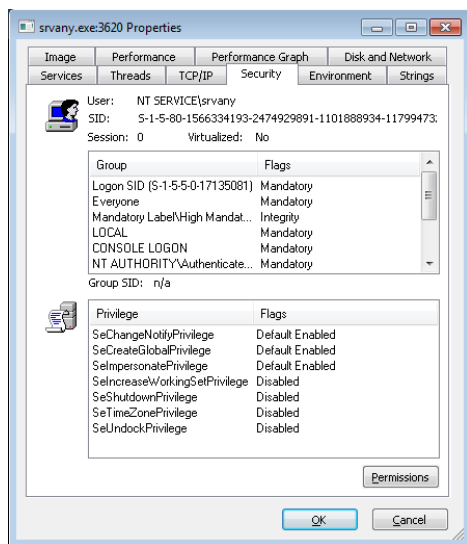 srvany.exe:3620 Properties
Image Performance Performance Graph Disk and Network
Services Threads TCP/IP Security Environment Strings
User: NT SERVICE\srvany
SID: S-1-5-80-1566334193-2474929891-1101888934-11799473:
Session: 0 Virtualized: No
Group Flags
Logon SID (S-1-5-5-0-17135081) Mandatory
Everyone Mandatory
Mandatory Label\High Mandat... Integrity
LOCAL Mandatory
CONSOLE LOGON Mandatory
NT AUTHORITY\Authenticate... Mandatory
Group SID: n/a
Privilege Flags
SeChangeNotifyPrivilege Default Enabled
SeCreateGlobalPrivilege Default Enabled
SeImpersonatePrivilege Default Enabled
SeIncreaseWorkingSetPrivilege Disabled
SeShutdownPrivilege Disabled
SeTimeZonePrivilege Disabled
SeUndockPrivilege Disabled
Permissions
OK Cancel